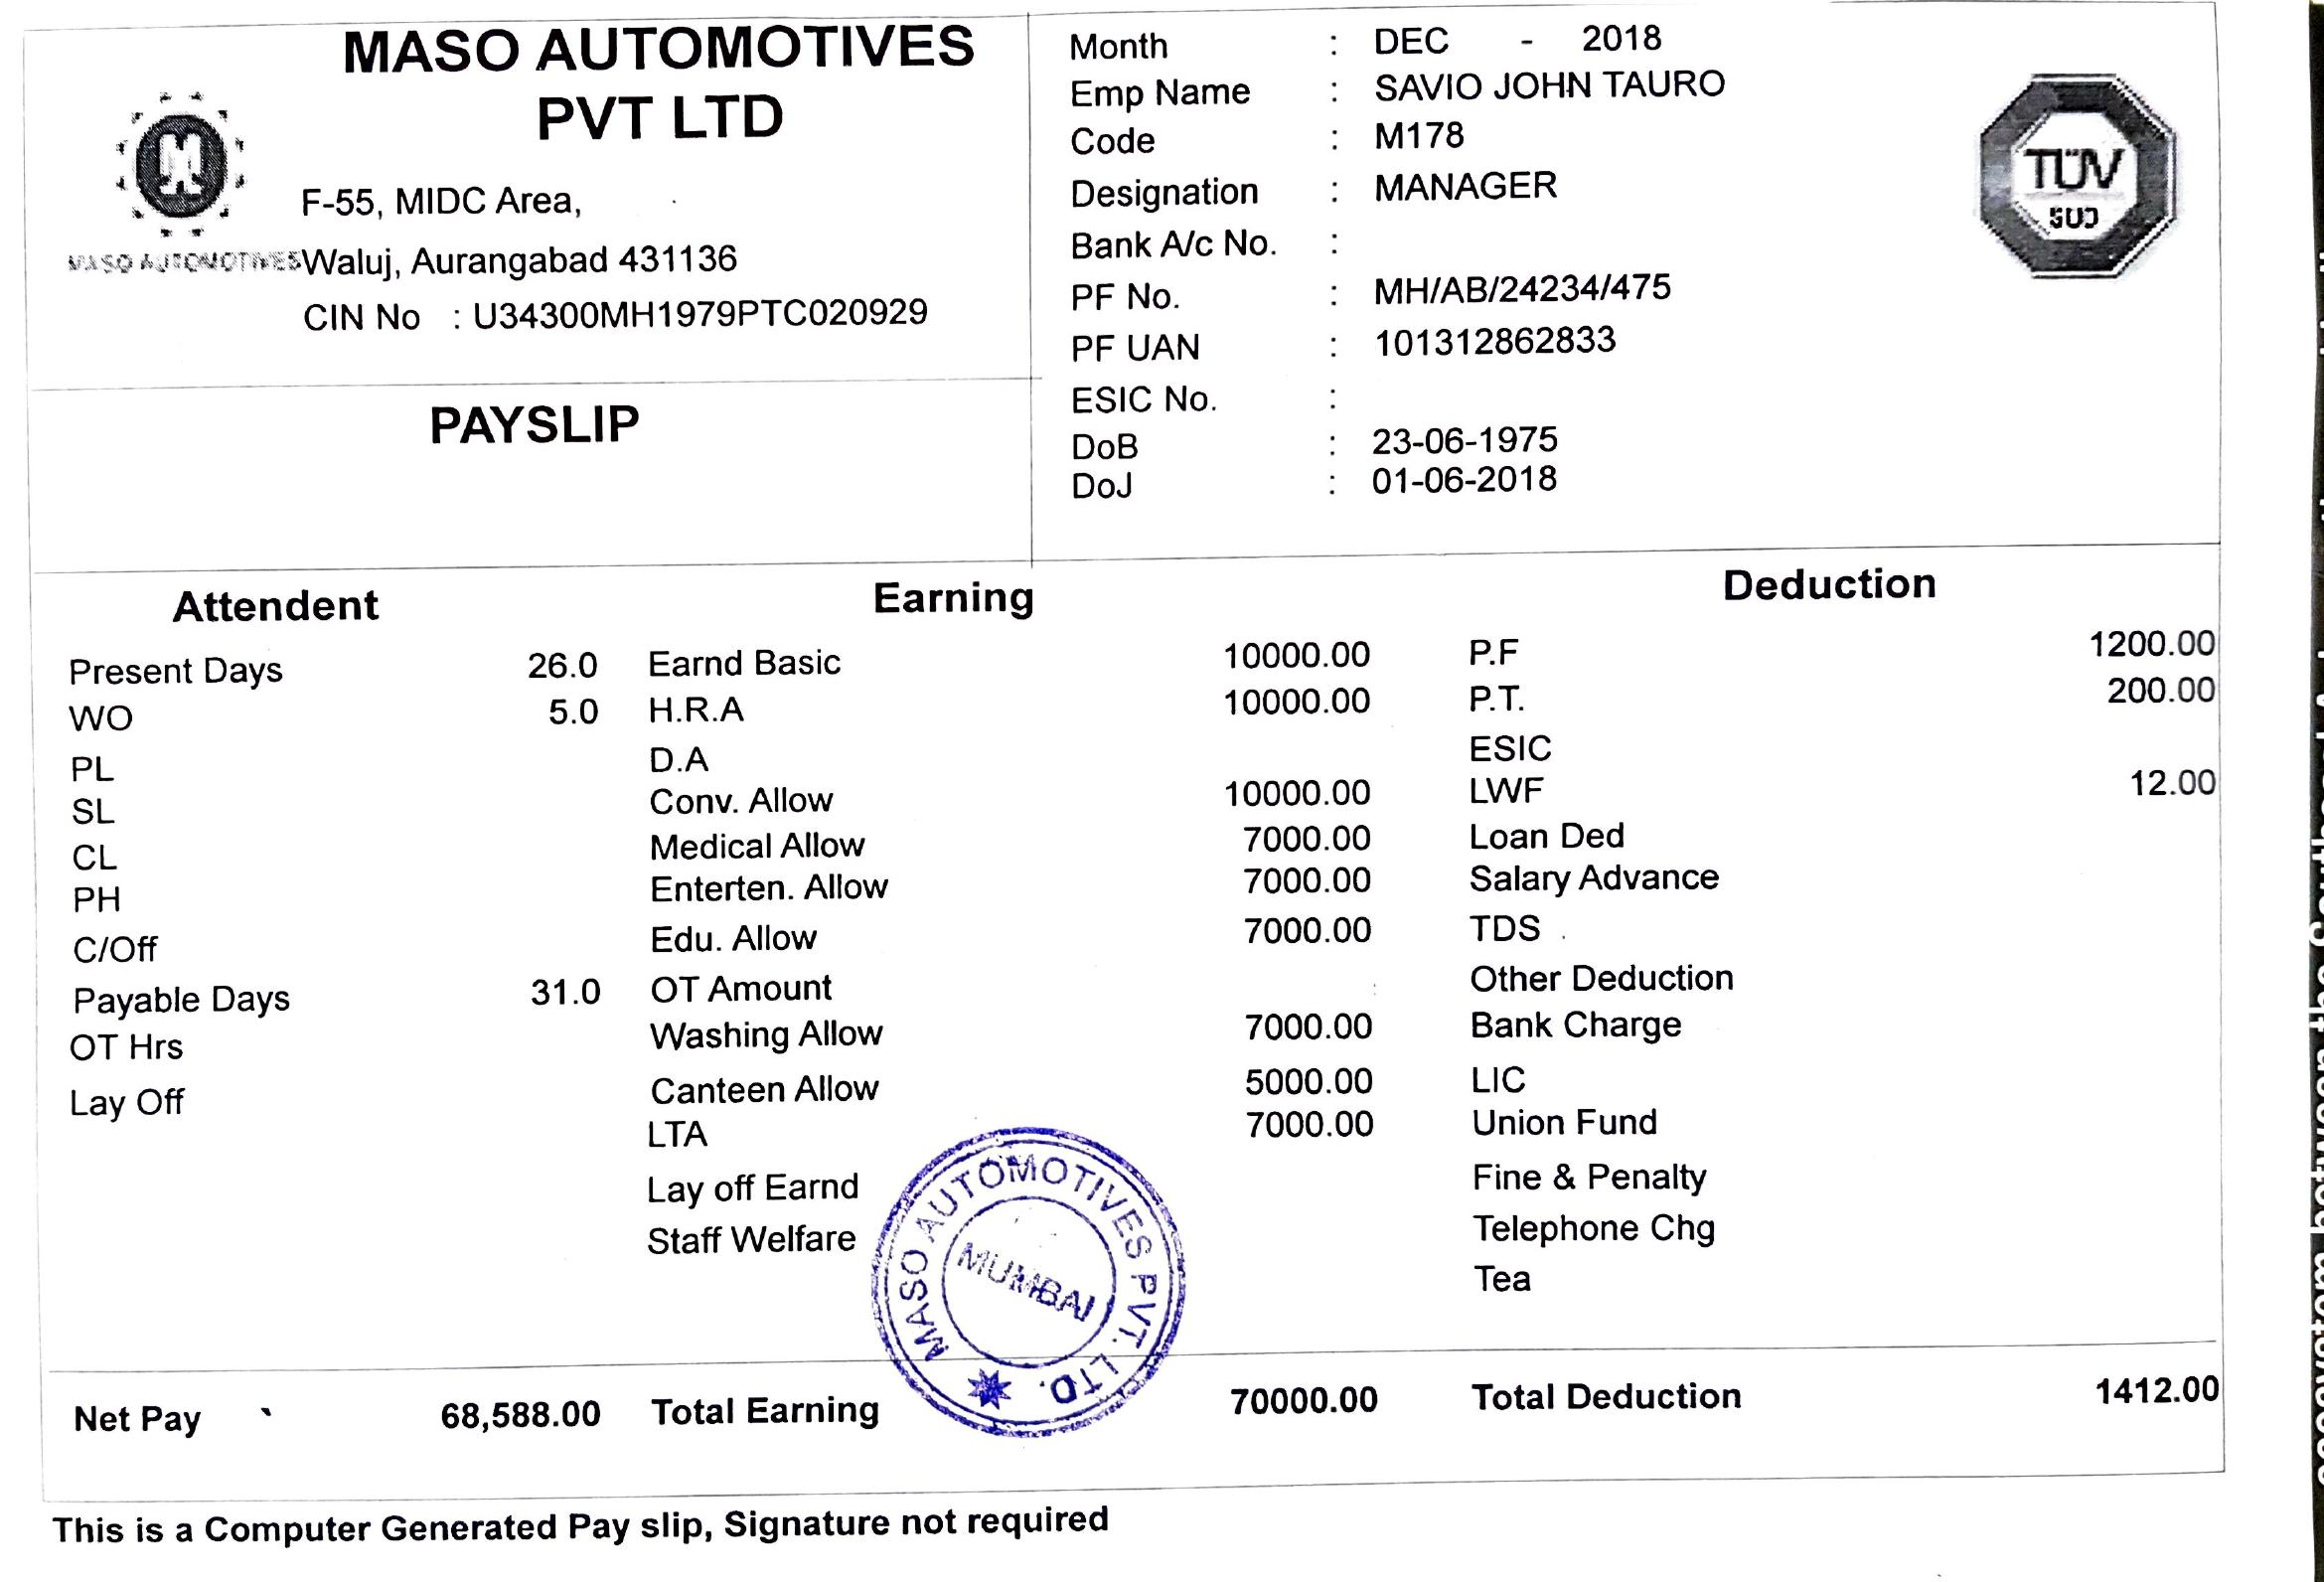 MASO AUTOMOTIVES
PVT LTD
M
MASO AUTOMOTIVES
F-55, MIDC Area,
Waluj, Aurangabad 431136
CIN No : U34300MH1979PTC020929
PAYSLIP
Month : DEC - 2018
Emp Name : SAVIO JOHN TAURO
Code : M178
Designation : MANAGER
Bank A/c No. :
PF No. : MH/AB/24234/475
PF UAN : 101312862833
ESIC No. :
DoB : 23-06-1975
DoJ : 01-06-2018
TÜV
SUD
Attendent Earning Deduction
Present Days 26.0 Earnd Basic 10000.00 P.F 1200.00
WO 5.0 H.R.A 10000.00 P.T. 200.00
PL D.A ESIC
SL Conv. Allow 10000.00 LWF 12.00
CL Medical Allow 7000.00 Loan Ded
PH Enterten. Allow 7000.00 Salary Advance
C/Off Edu. Allow 7000.00 TDS
Payable Days 31.0 OT Amount Other Deduction
OT Hrs Washing Allow 7000.00 Bank Charge
Lay Off Canteen Allow 5000.00 LIC
LTA 7000.00 Union Fund
Lay off Earnd Fine & Penalty
Staff Welfare Telephone Chg
Tea
MASO AUTOMOTIVES PVT. LTD.
MUMBAI
Net Pay 68,588.00 Total Earning 70000.00 Total Deduction 1412.00
This is a Computer Generated Pay slip, Signature not required